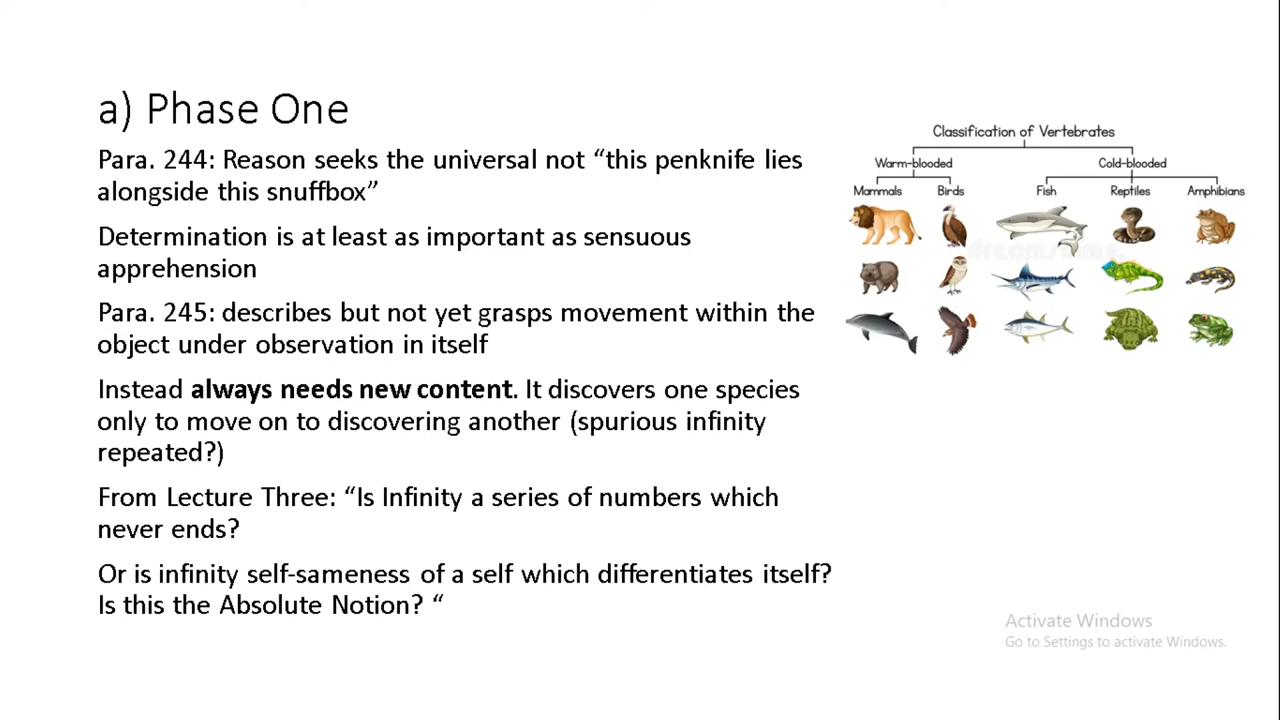 a) Phase One
Para. 244: Reason seeks the universal not “this penknife lies
alongside this snuffbox”
Determination is at least as important as sensuous
apprehension
Para. 245: describes but not yet grasps movement within the
object under observation in itself
Instead always needs new content. It discovers one species
only to move on to discovering another (spurious infinity
repeated?)
From Lecture Three: “Is Infinity a series of numbers which
never ends?
Or is infinity self-sameness of a self which differentiates itself?
Is this the Absolute Notion? “
Classification of Vertebrates
Warm-blooded Cold-blooded
Mammals Birds Fish Reptiles Amphibians
dreamstime.
Activate Windows
Go to Settings to activate Windows.